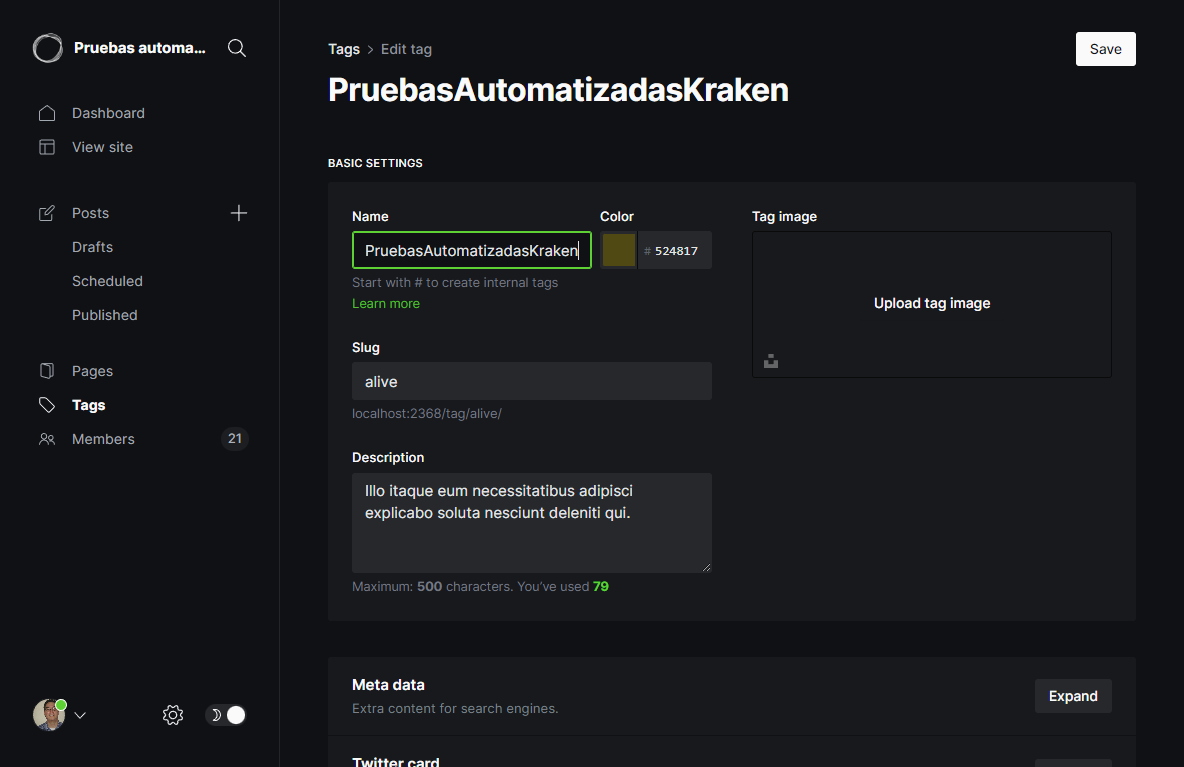 Pruebas automa...
Dashboard
View site
Posts
Drafts
Scheduled
Published
Pages
Tags
Members
21
Tags > Edit tag
Save
PruebasAutomatizadasKraken
BASIC SETTINGS
Name
PruebasAutomatizadasKraken
Start with # to create internal tags
Learn more
Color
# 524817
Slug
alive
localhost:2368/tag/alive/
Description
Illo itaque eum necessitatibus adipisci
explicabo soluta nesciunt deleniti qui.
Maximum: 500 characters. You've used 79
Tag image
Upload tag image
Meta data
Extra content for search engines.
Expand
Twitter card